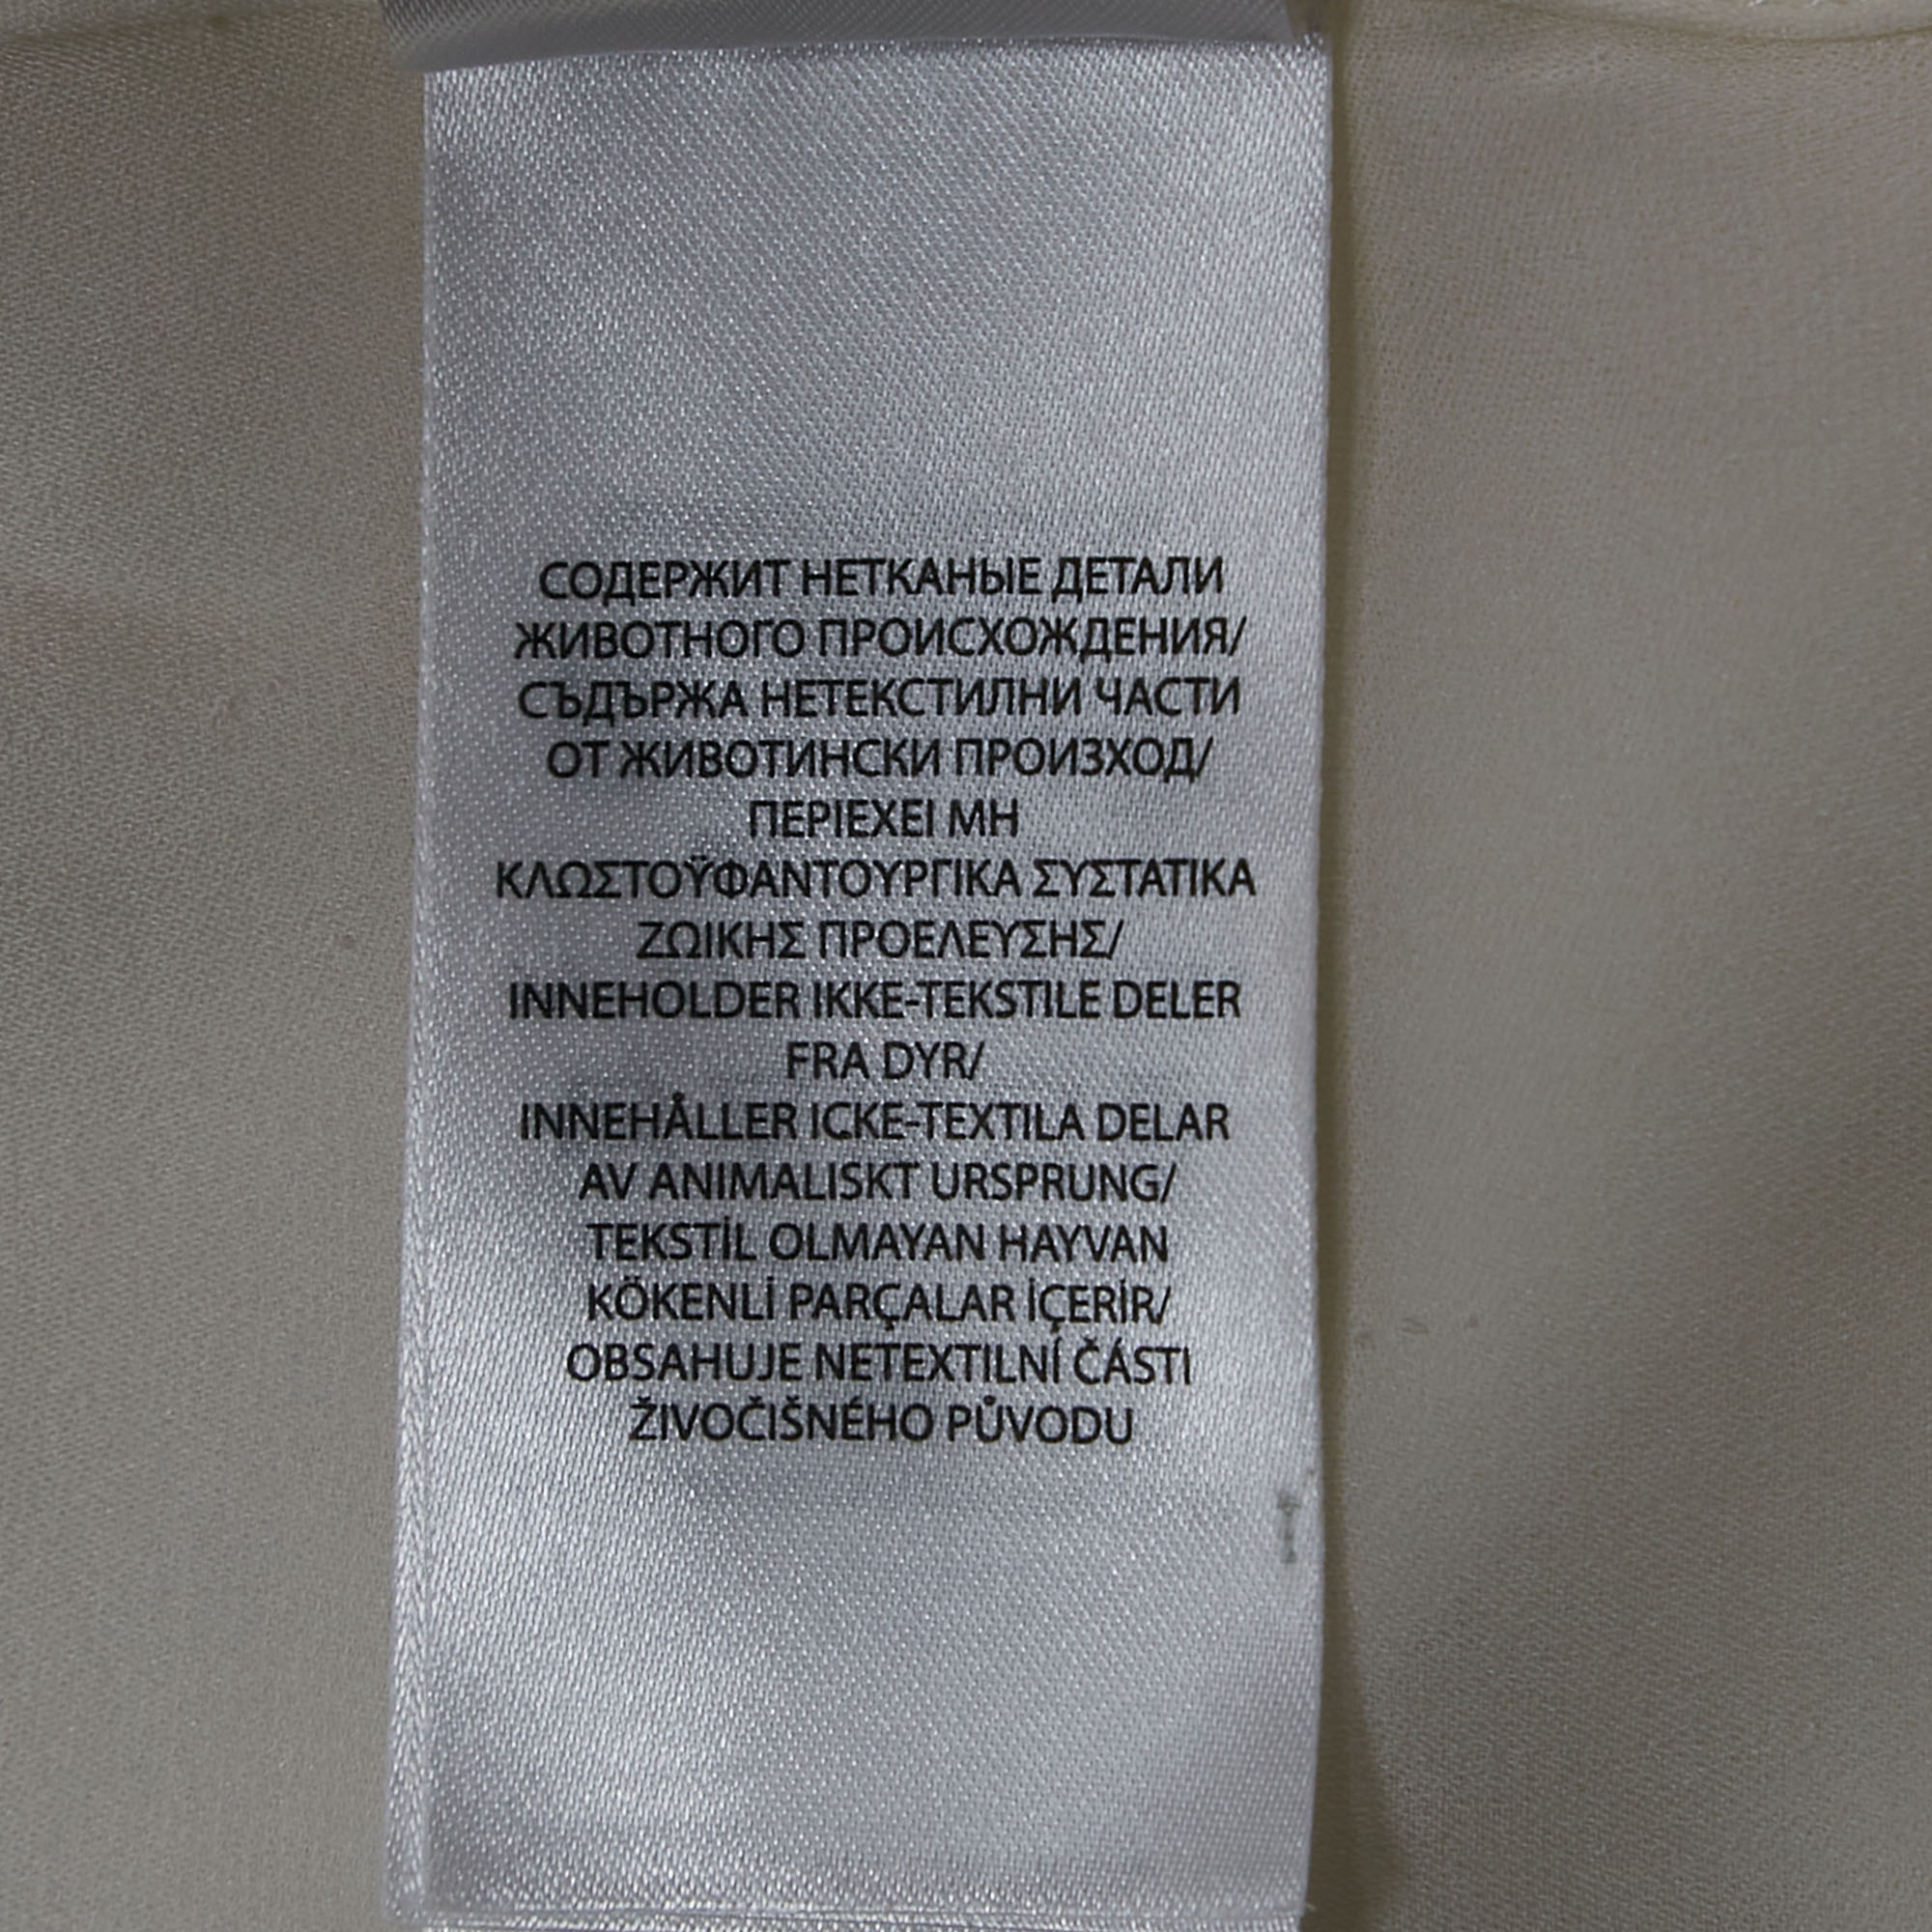 СОДЕРЖИТ НЕТКАНЫЕ ДЕТАЛИ
ЖИВОТНОГО ПРОИСХОЖДЕНИЯ/
СЪДЪРЖА НЕТЕКСТИЛНИ ЧАСТИ
ОТ ЖИВОТИНСКИ ПРОИЗХОД/
ΠΕΡΙΕΧΕΙ ΜΗ
ΚΛΩΣΤΟΫΦΑΝΤΟΥΡΓΙΚΑ ΣΥΣΤΑΤΙΚΑ
ΖΩΙΚΗΣ ΠΡΟΕΛΕΥΣΗΣ/
INNEHOLDER IKKE-TEKSTILE DELER
FRA DYR/
INNEHÅLLER ICKE-TEXTILA DELAR
AV ANIMALISKT URSPRUNG/
TEKSTİL OLMAYAN HAYVAN
KÖKENLİ PARÇALAR İÇERİR/
OBSAHUJE NETEXTILNÍ ČÁSTI
ŽIVOČIŠNÉHO PŮVODU